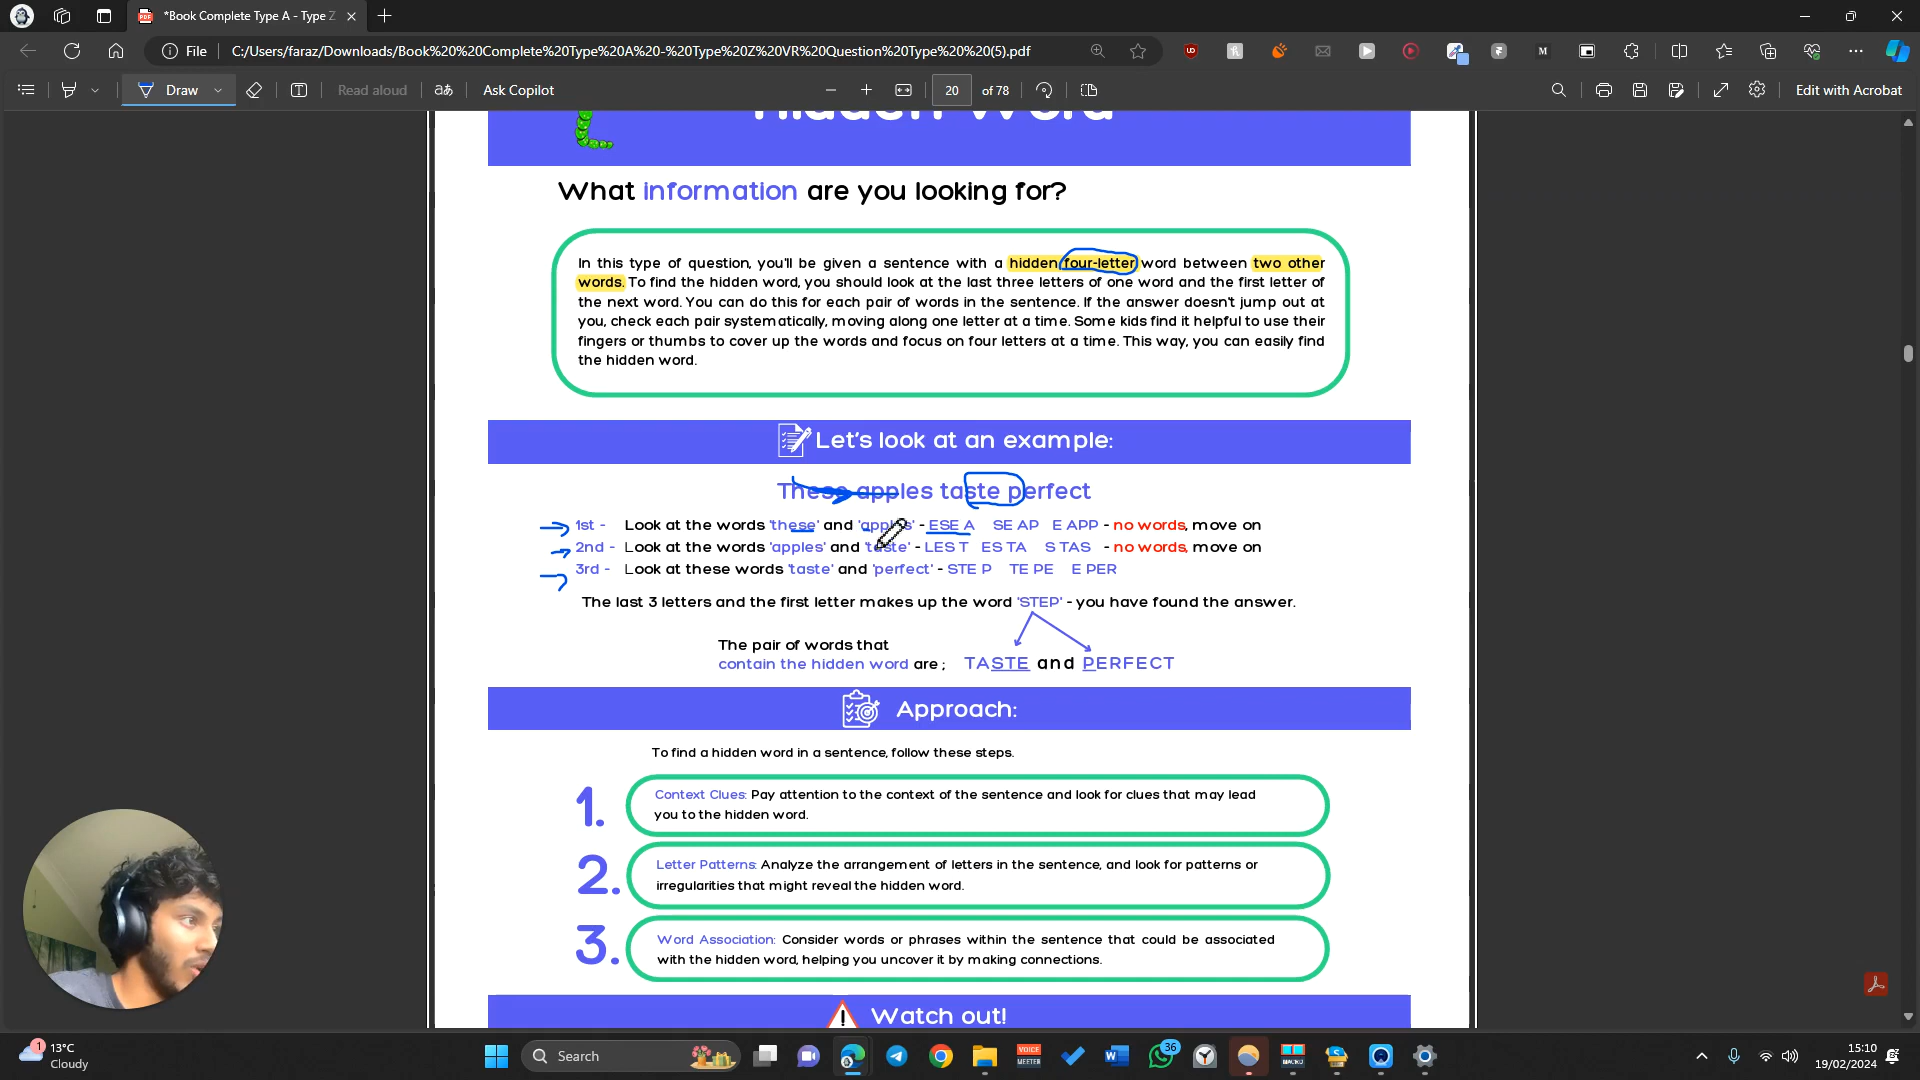 *Book Complete Type A - Type Z
File C:/Users/faraz/Downloads/Book%20%20Complete%20Type%20A%20-%20Type%20Z%20VR%20Question%20Type%20%20(5).pdf
Draw Read aloud aあ Ask Copilot 20 of 78 Edit with Acrobat
Hidden Word
What information are you looking for?
In this type of question, you'll be given a sentence with a hidden four-letter word between two other
words. To find the hidden word, you should look at the last three letters of one word and the first letter of
the next word. You can do this for each pair of words in the sentence. If the answer doesn't jump out at
you, check each pair systematically, moving along one letter at a time. Some kids find it helpful to use their
fingers or thumbs to cover up the words and focus on four letters at a time. This way, you can easily find
the hidden word.
Let's look at an example:
These apples taste perfect
1st - Look at the words 'these' and 'apples' - ESE A SE AP E APP - no words, move on
2nd - Look at the words 'apples' and 'taste' - LES T ES TA S TAS - no words, move on
3rd - Look at these words 'taste' and 'perfect' - STE P TE PE E PER
The last 3 letters and the first letter makes up the word 'STEP' - you have found the answer.
The pair of words that
contain the hidden word are ; TASTE and PERFECT
Approach:
To find a hidden word in a sentence, follow these steps.
1. Context Clues: Pay attention to the context of the sentence and look for clues that may lead
you to the hidden word.
2. Letter Patterns: Analyze the arrangement of letters in the sentence, and look for patterns or
irregularities that might reveal the hidden word.
3. Word Association: Consider words or phrases within the sentence that could be associated
with the hidden word, helping you uncover it by making connections.
Watch out!
1 13°C
Cloudy
Search
36
15:10
19/02/2024